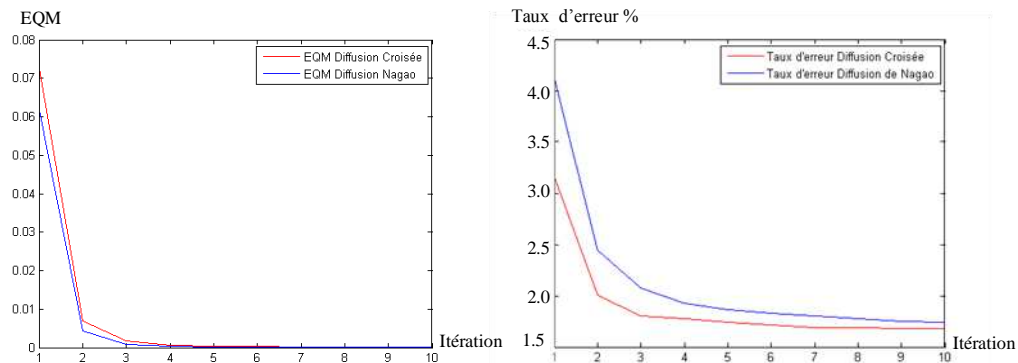 EQM
0.08
0.07
0.06
0.05
0.04
0.03
0.02
0.01
0
1 2 3 4 5 6 7 8 9 10
Itération
EQM Diffusion Croisée
EQM Diffusion Nagao
Taux d'erreur %
4.5
4.0
3.5
3.0
2.5
2.0
1.5
1 2 3 4 5 6 7 8 9 10
Itération
Taux d'erreur Diffusion Croisée
Taux d'erreur Diffusion de Nagao